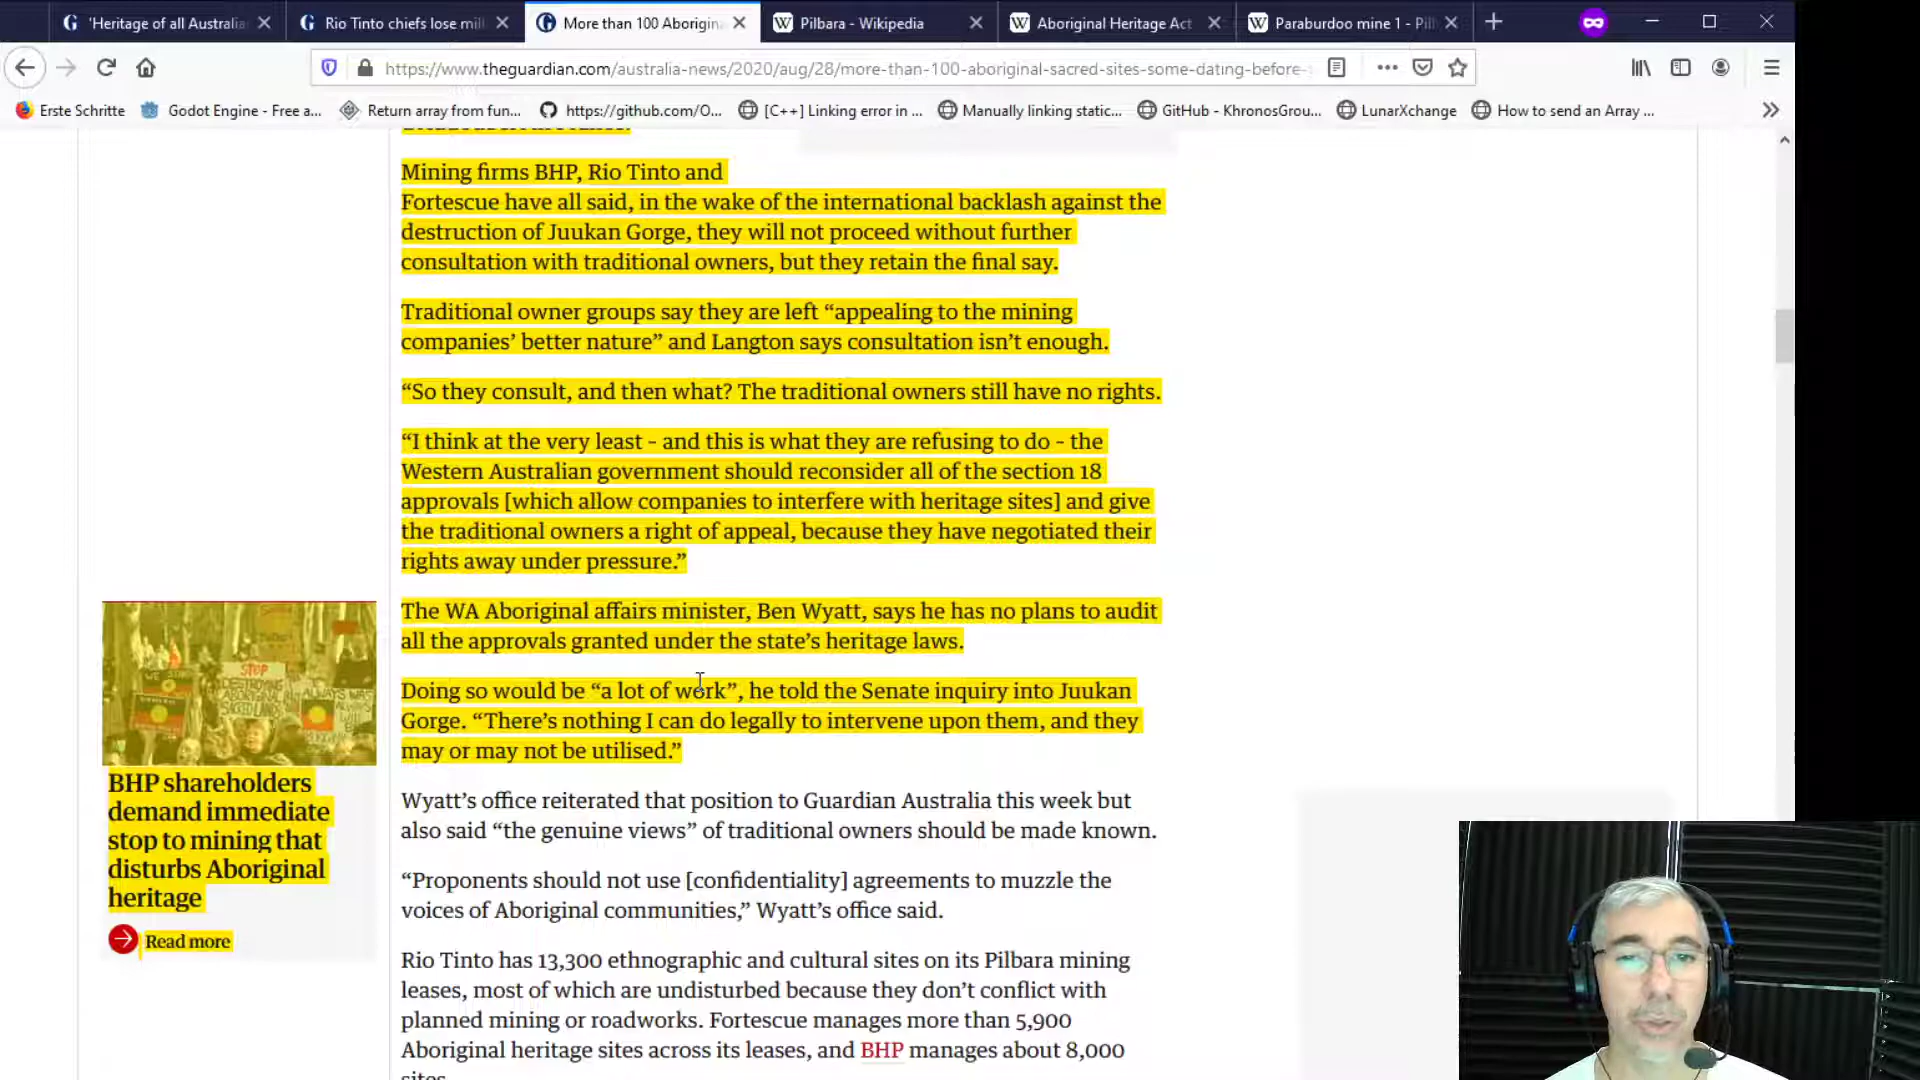 'Heritage of all Australia
Rio Tinto chiefs lose mil
More than 100 Aborigin
Pilbara - Wikipedia
Aboriginal Heritage Act
Paraburdoo mine 1 - Pil
https://www.theguardian.com/australia-news/2020/aug/28/more-than-100-aboriginal-sacred-sites-some-dating-before-
Erste Schritte
Godot Engine - Free a...
Return array from fun...
https://github.com/O...
[C++] Linking error in ...
Manually linking static...
GitHub - KhronosGrou...
LunarXchange
How to send an Array ...
Mining firms BHP, Rio Tinto and
Fortescue have all said, in the wake of the international backlash against the
destruction of Juukan Gorge, they will not proceed without further
consultation with traditional owners, but they retain the final say.
Traditional owner groups say they are left “appealing to the mining
companies’ better nature” and Langton says consultation isn’t enough.
“So they consult, and then what? The traditional owners still have no rights.
“I think at the very least - and this is what they are refusing to do - the
Western Australian government should reconsider all of the section 18
approvals [which allow companies to interfere with heritage sites] and give
the traditional owners a right of appeal, because they have negotiated their
rights away under pressure.”
The WA Aboriginal affairs minister, Ben Wyatt, says he has no plans to audit
all the approvals granted under the state’s heritage laws.
Doing so would be “a lot of work”, he told the Senate inquiry into Juukan
Gorge. “There’s nothing I can do legally to intervene upon them, and they
may or may not be utilised.”
STOP
BHP shareholders
demand immediate
stop to mining that
disturbs Aboriginal
heritage
Read more
Wyatt’s office reiterated that position to Guardian Australia this week but
also said “the genuine views” of traditional owners should be made known.
“Proponents should not use [confidentiality] agreements to muzzle the
voices of Aboriginal communities,” Wyatt’s office said.
Rio Tinto has 13,300 ethnographic and cultural sites on its Pilbara mining
leases, most of which are undisturbed because they don’t conflict with
planned mining or roadworks. Fortescue manages more than 5,900
Aboriginal heritage sites across its leases, and BHP manages about 8,000
sites.